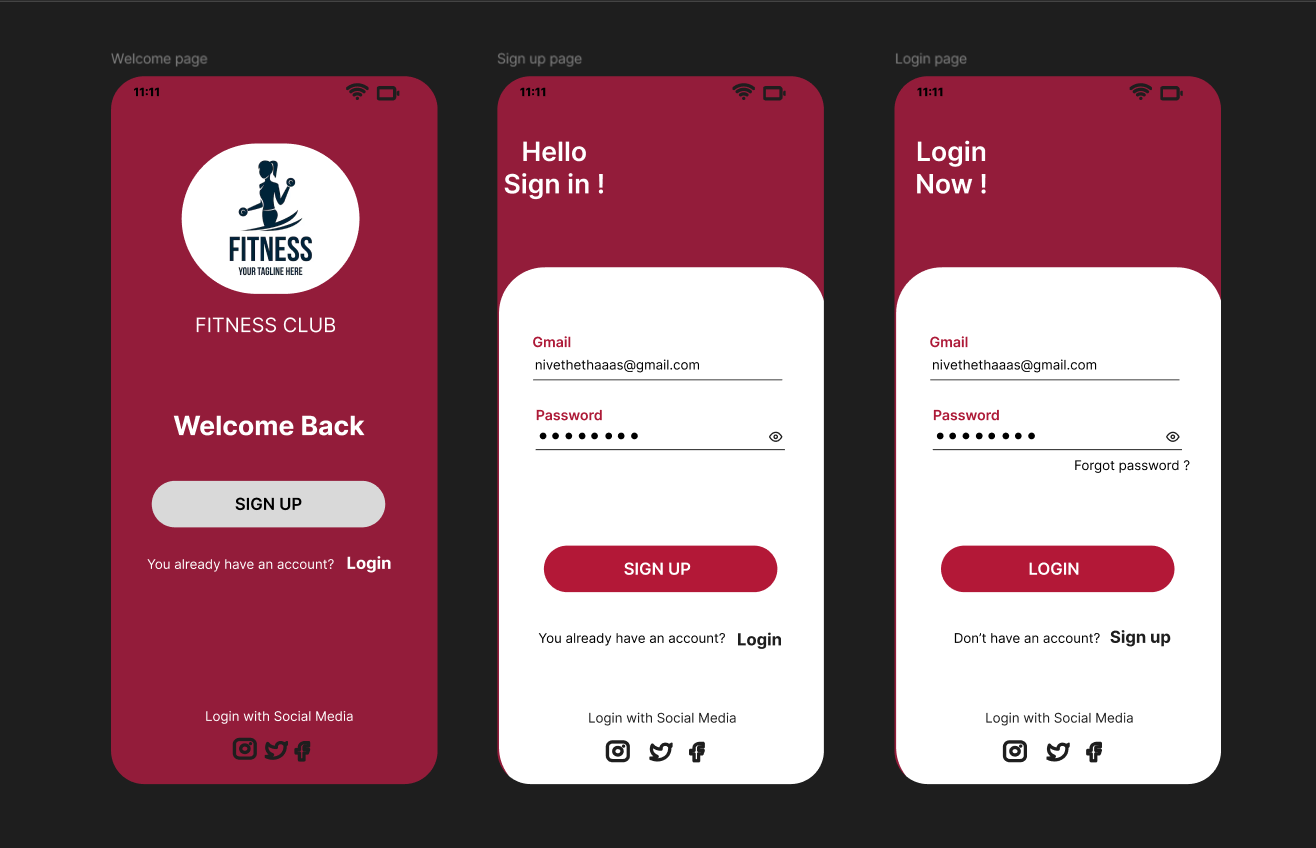 Welcome page
11:11
FITNESS
YOUR TAGLINE HERE
FITNESS CLUB
Welcome Back
SIGN UP
You already have an account? Login
Login with Social Media
Sign up page
11:11
Hello
Sign in !
Gmail
nivethethaaas@gmail.com
Password
SIGN UP
You already have an account? Login
Login with Social Media
Login page
11:11
Login
Now !
Gmail
nivethethaaas@gmail.com
Password
Forgot password ?
LOGIN
Don’t have an account? Sign up
Login with Social Media